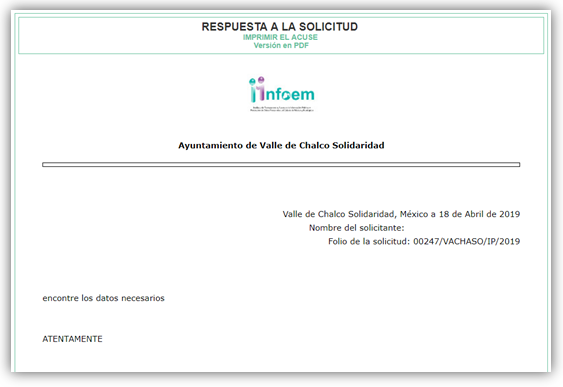 RESPUESTA A LA SOLICITUD
IMPRIMIR EL ACUSE
Versión en PDF
infoem
Ayuntamiento de Valle de Chalco Solidaridad
Valle de Chalco Solidaridad, México a 18 de Abril de 2019
Nombre del solicitante:
Folio de la solicitud: 00247/VACHASO/IP/2019
encontre los datos necesarios
ATENTAMENTE